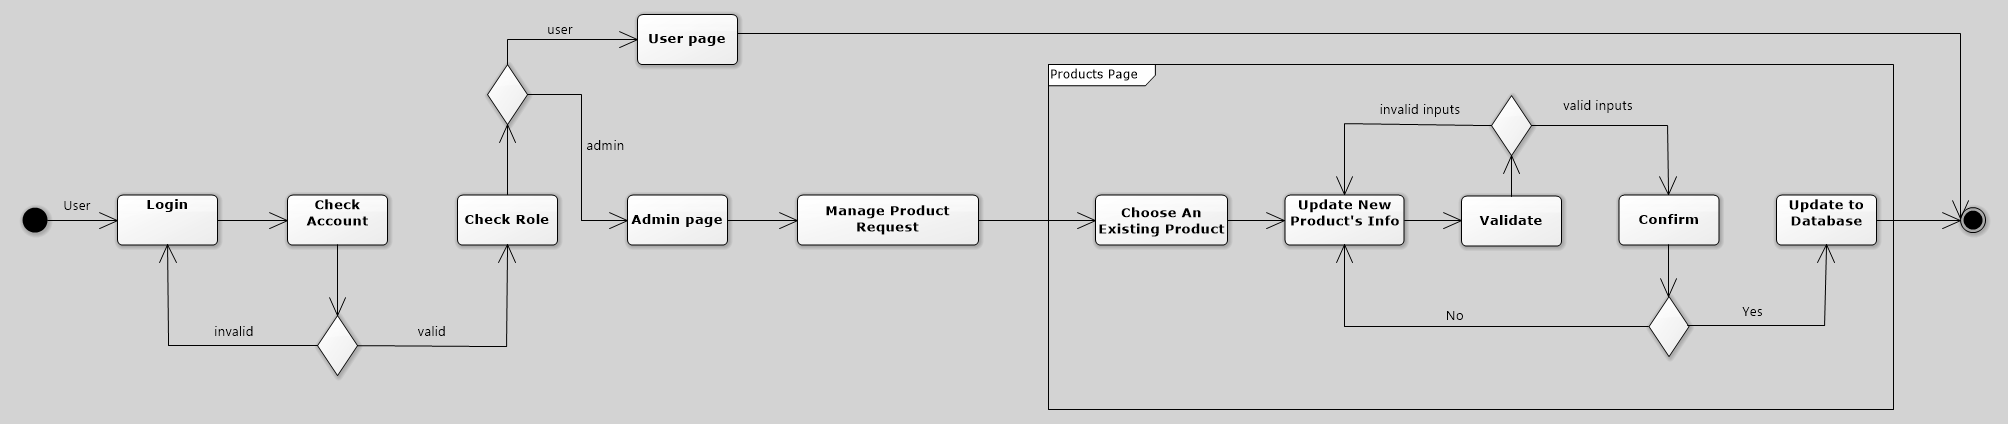 user
User page
Products Page
invalid inputs
valid inputs
admin
User
Login
Check
Account
Check Role
Admin page
Manage Product
Request
Choose An
Existing Product
Update New
Product's Info
Validate
Confirm
Update to
Database
invalid
valid
No
Yes